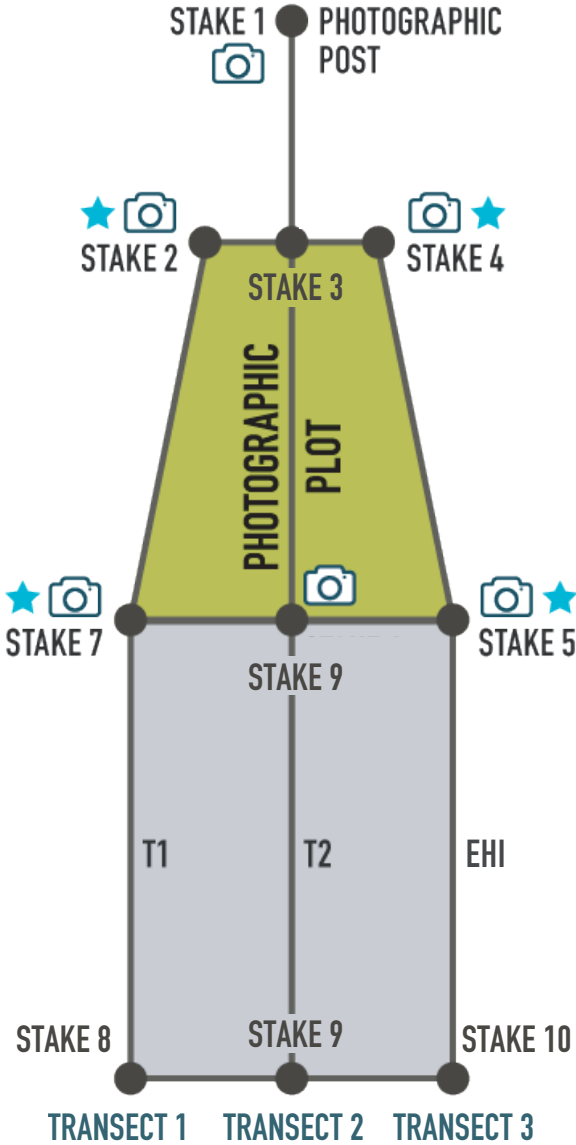 STAKE 1
PHOTOGRAPHIC
POST
STAKE 2
STAKE 4
STAKE 3
PHOTOGRAPHIC
PLOT
STAKE 7
STAKE 5
STAKE 9
T1
T2
EHI
STAKE 8
STAKE 9
STAKE 10
TRANSECT 1
TRANSECT 2
TRANSECT 3